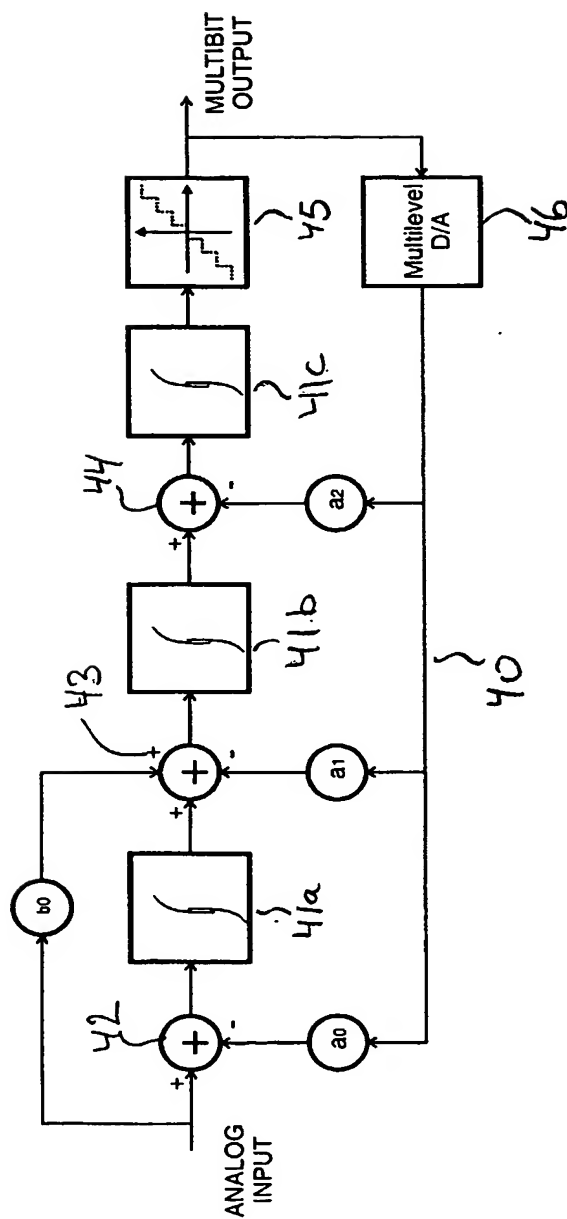 ANALOG
INPUT
42
+
-
+
a0
b0
41a
43
+
+
-
+
a1
41b
44
+
-
+
a2
41c
45
MULTIBIT
OUTPUT
Multilevel
D/A
46
40